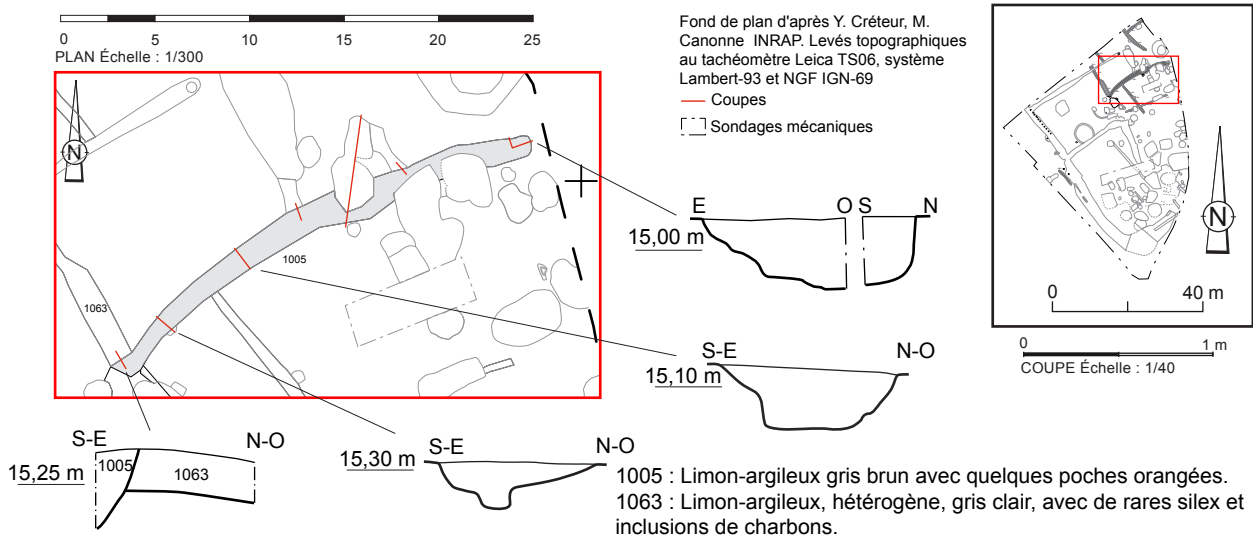 0 5 10 15 20 25
PLAN Échelle : 1/300
Fond de plan d'après Y. Créteur, M.
Canonne INRAP. Levés topographiques
au tachéomètre Leica TS06, système
Lambert-93 et NGF IGN-69
Coupes
Sondages mécaniques
N
1005
1063
N
0 40 m
0 1 m
COUPE Échelle : 1/40
E O S N
15,00 m
S-E N-O
15,10 m
S-E N-O
15,30 m
S-E N-O
15,25 m
1005 1063
1005 : Limon-argileux gris brun avec quelques poches orangées.
1063 : Limon-argileux, hétérogène, gris clair, avec de rares silex et
inclusions de charbons.